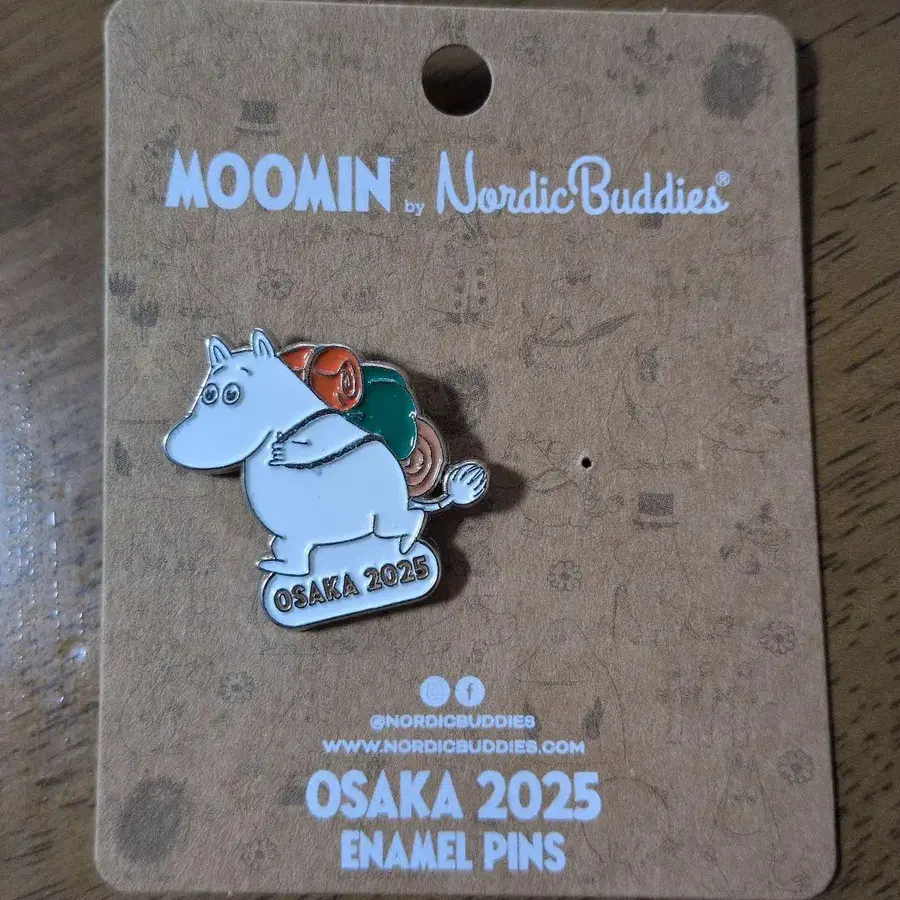 MOOMIN by NordicBuddies®
OSAKA 2025
@NORDICBUDDIES
WWW.NORDICBUDDIES.COM
OSAKA 2025
ENAMEL PINS